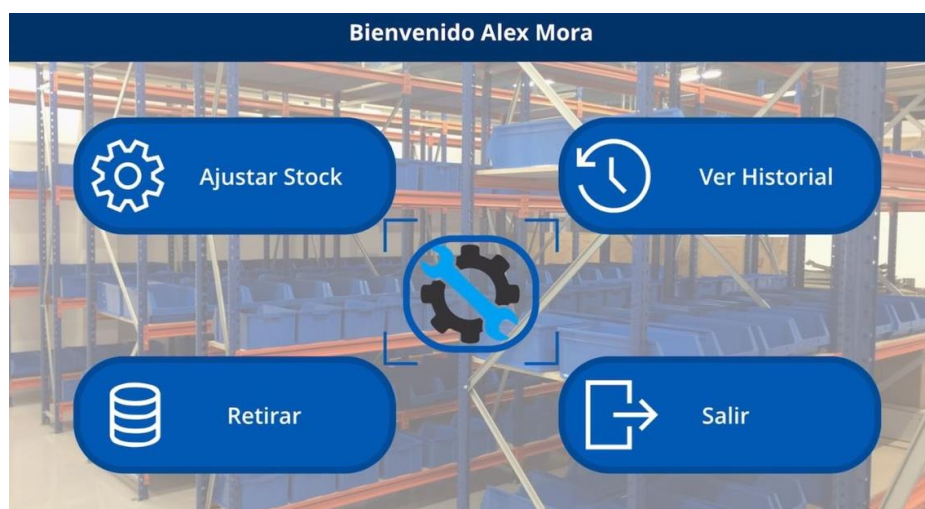 Bienvenido Alex Mora
Ajustar Stock
Ver Historial
Retirar
Salir